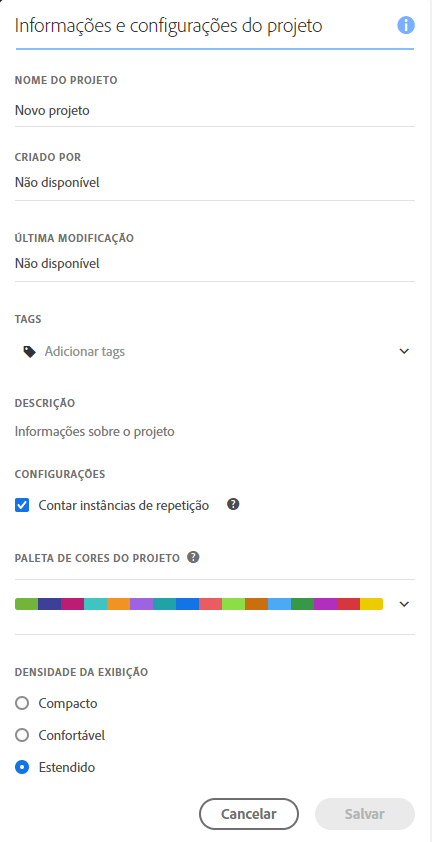 Informações e configurações do projeto
NOME DO PROJETO
Novo projeto
CRIADO POR
Não disponível
ÚLTIMA MODIFICAÇÃO
Não disponível
TAGS
Adicionar tags
DESCRIÇÃO
Informações sobre o projeto
CONFIGURAÇÕES
Contar instâncias de repetição
PALETA DE CORES DO PROJETO
DENSIDADE DA EXIBIÇÃO
Compacto
Confortável
Estendido
Cancelar Salvar